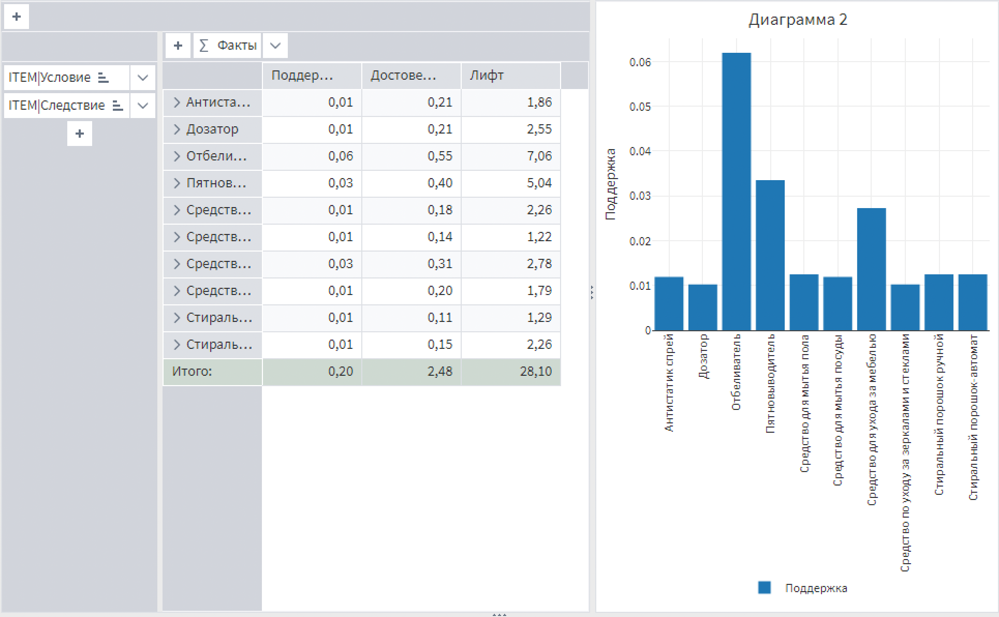 +
+ Σ Факты
ITEM|Условие
ITEM|Следствие
+
Поддер... Достове... Лифт
Антиста... 0,01 0,21 1,86
Дозатор 0,01 0,21 2,55
Отбели... 0,06 0,55 7,06
Пятнов... 0,03 0,40 5,04
Средств... 0,01 0,18 2,26
Средств... 0,01 0,14 1,22
Средств... 0,03 0,31 2,78
Средств... 0,01 0,20 1,79
Стираль... 0,01 0,11 1,29
Стираль... 0,01 0,15 2,26
Итого: 0,20 2,48 28,10
Диаграмма 2
Поддержка
0.06
0.05
0.04
0.03
0.02
0.01
0
Антистатик спрей
Дозатор
Отбеливатель
Пятновыводитель
Средство для мытья пола
Средство для мытья посуды
Средство для ухода за мебелью
Средство по уходу за зеркалами и стеклами
Стиральный порошок ручной
Стиральный порошок-автомат
Поддержка